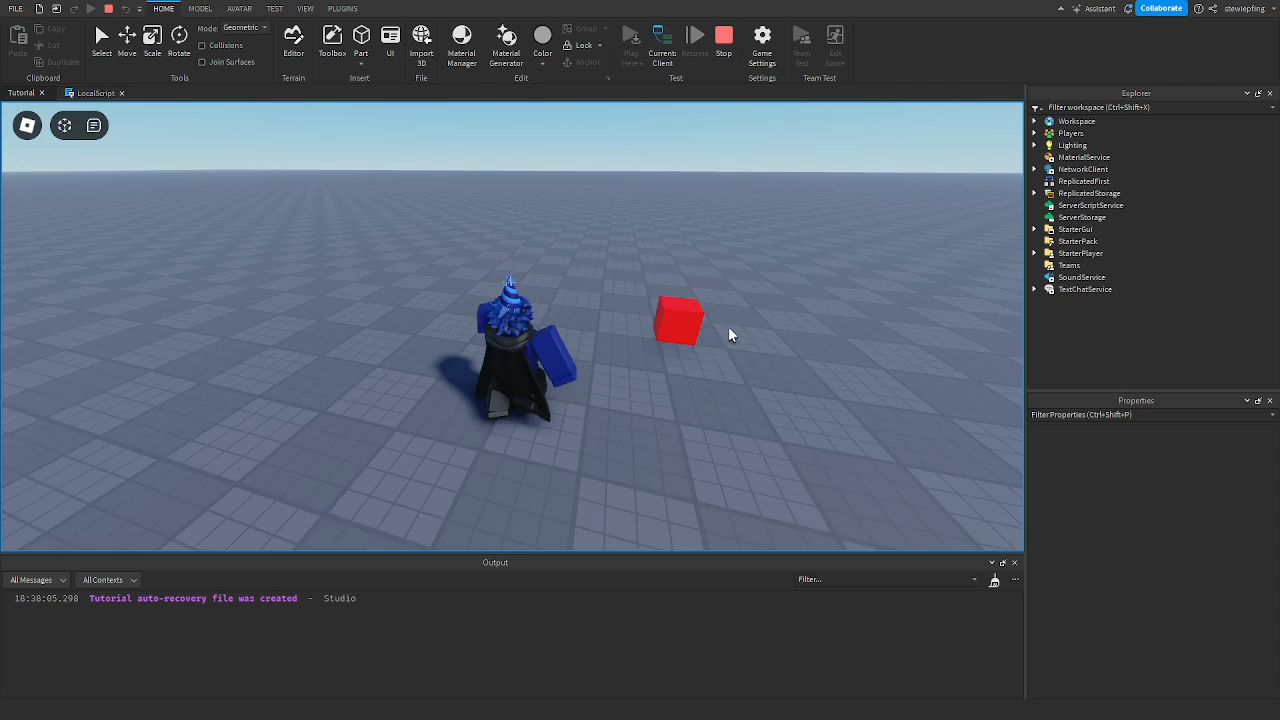 FILE HOME MODEL AVATAR TEST VIEW PLUGINS Assistant Collaborate stewiefing
Paste Copy Cut Duplicate Clipboard
Select Move Scale Rotate Mode: Geometric Collisions Join Surfaces Tools
Editor Terrain
Toolbox Part UI Insert
Import 3D File
Material Manager Material Generator Color Group Lock Anchor Edit
Play Here Current: Client Resume Stop Test
Game Settings Settings
Team Test Exit Game Team Test
Tutorial LocalScript
Explorer
Filter workspace (Ctrl+Shift+X)
Workspace
Players
Lighting
MaterialService
NetworkClient
ReplicatedFirst
ReplicatedStorage
ServerScriptService
ServerStorage
StarterGui
StarterPack
StarterPlayer
Teams
SoundService
TextChatService
Properties
Filter Properties (Ctrl+Shift+P)
Output
All Messages All Contexts Filter...
18:38:05.298 Tutorial auto-recovery file was created - Studio